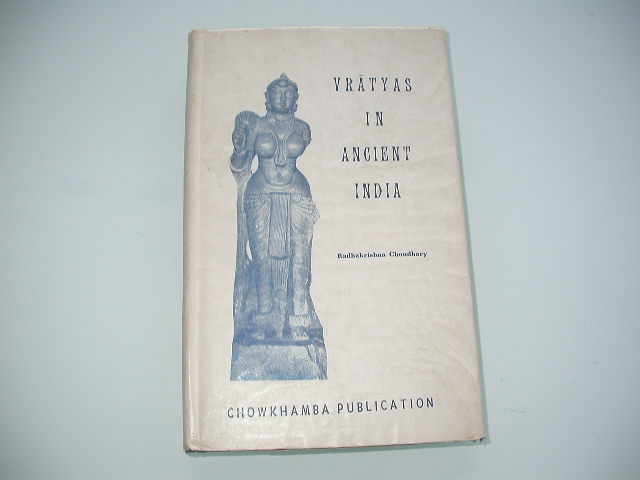 VRĀTYAS
IN
ANCIENT
INDIA
Radhakrishna Choudhary
CHOWKHAMBA PUBLICATION